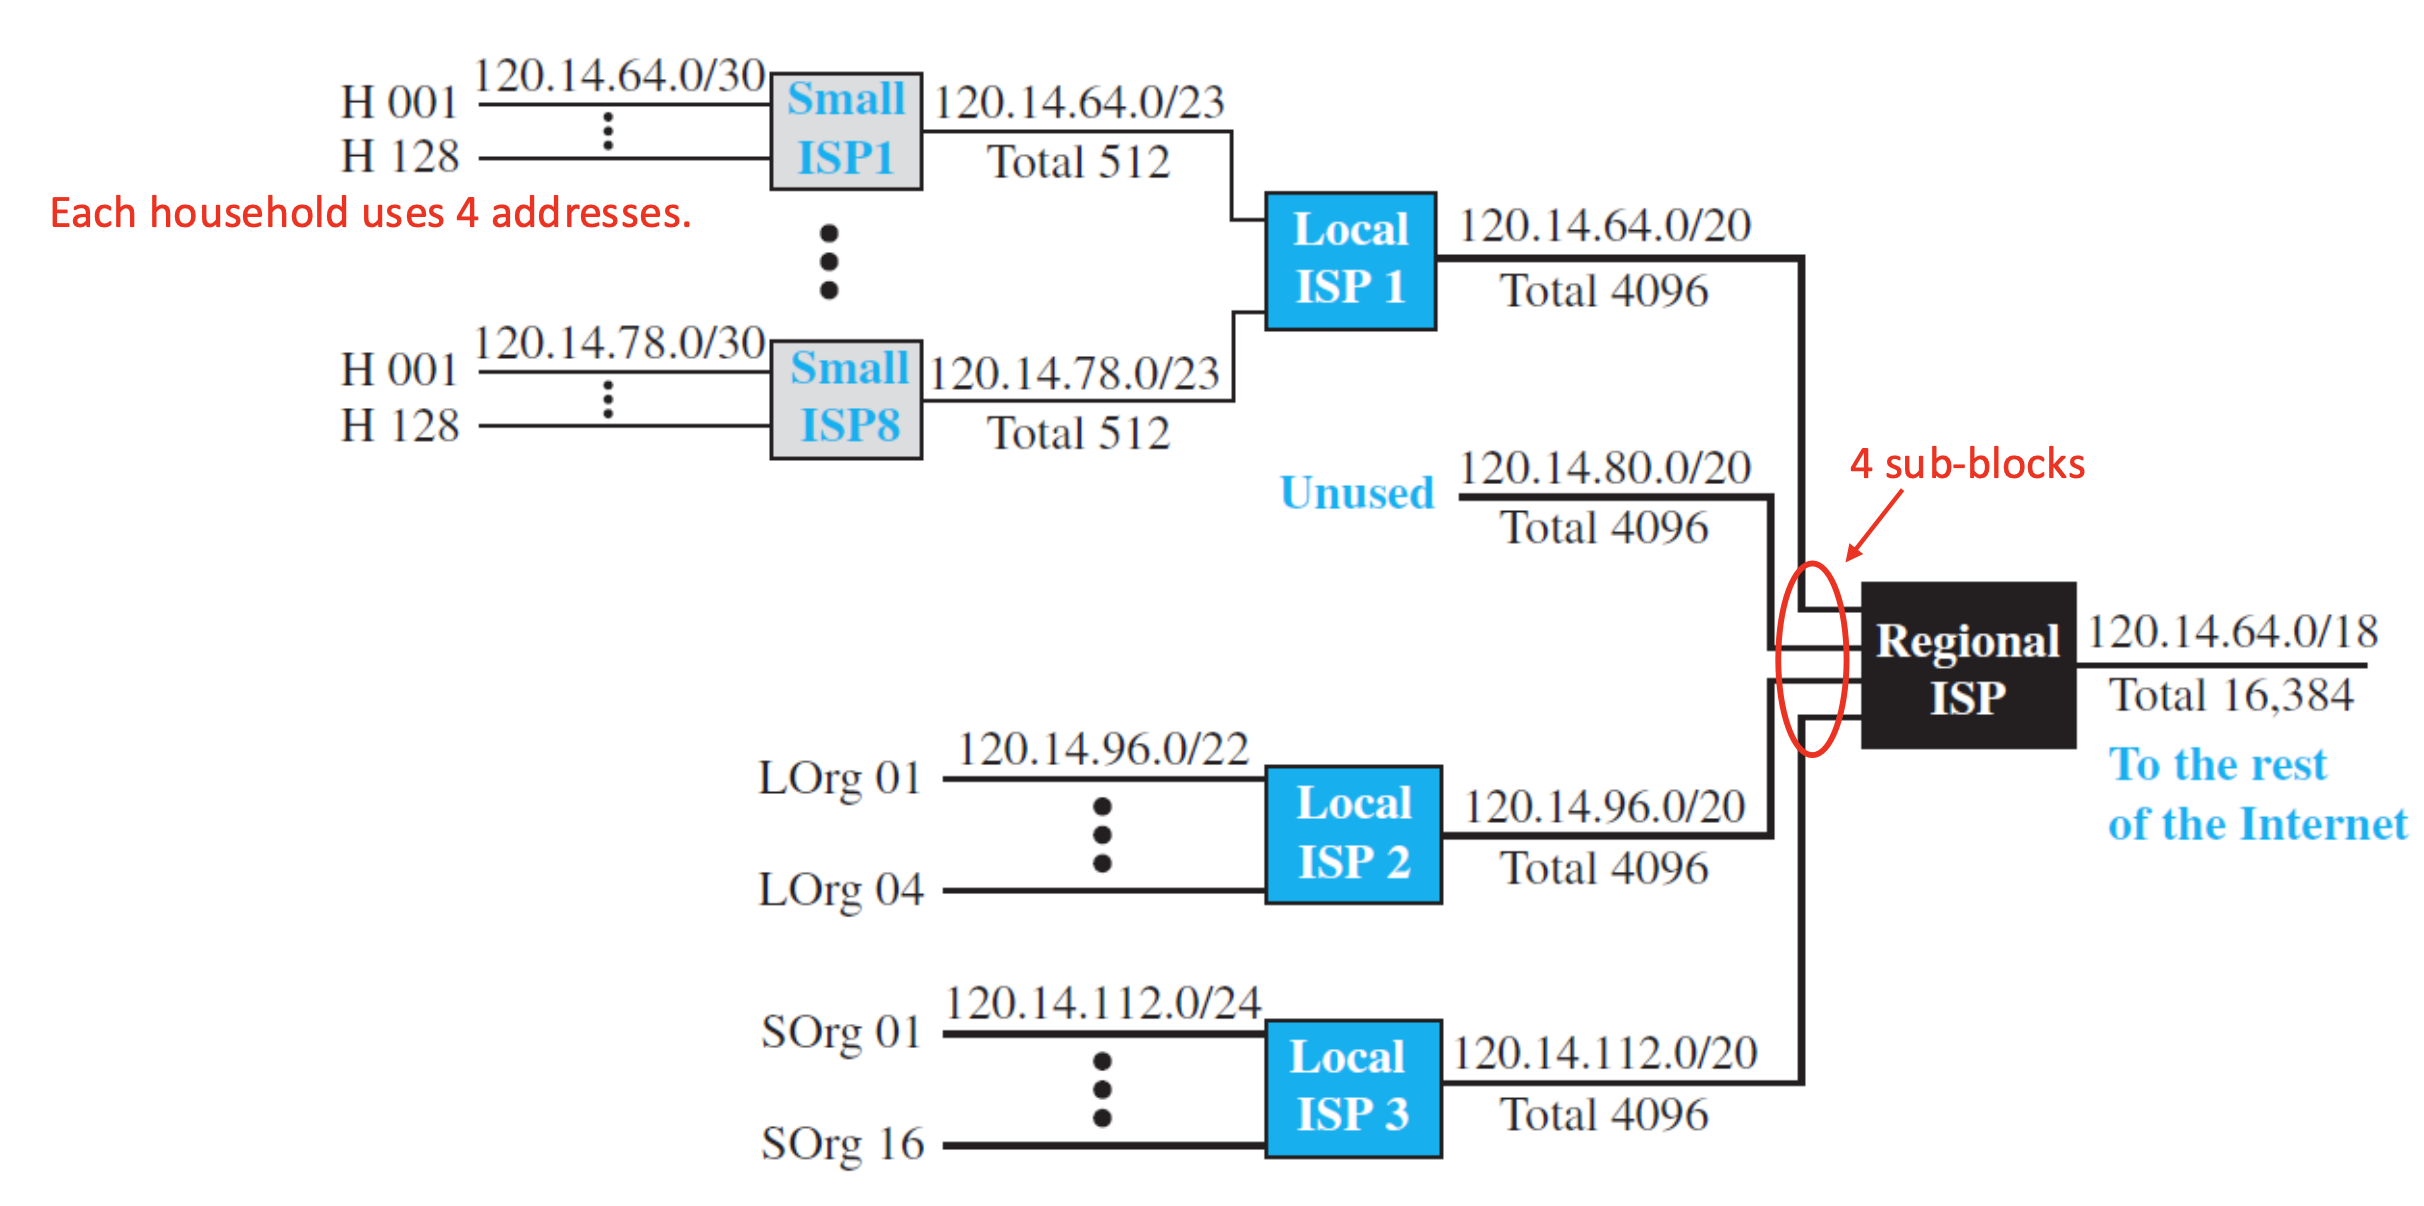 H 001
120.14.64.0/30
H 128
Small
ISP1
120.14.64.0/23
Total 512
Each household uses 4 addresses.
H 001
120.14.78.0/30
H 128
Small
ISP8
120.14.78.0/23
Total 512
Local
ISP 1
120.14.64.0/20
Total 4096
Unused
120.14.80.0/20
Total 4096
4 sub-blocks
Regional
ISP
120.14.64.0/18
Total 16,384
To the rest
of the Internet
LOrg 01
120.14.96.0/22
LOrg 04
Local
ISP 2
120.14.96.0/20
Total 4096
SOrg 01
120.14.112.0/24
SOrg 16
Local
ISP 3
120.14.112.0/20
Total 4096